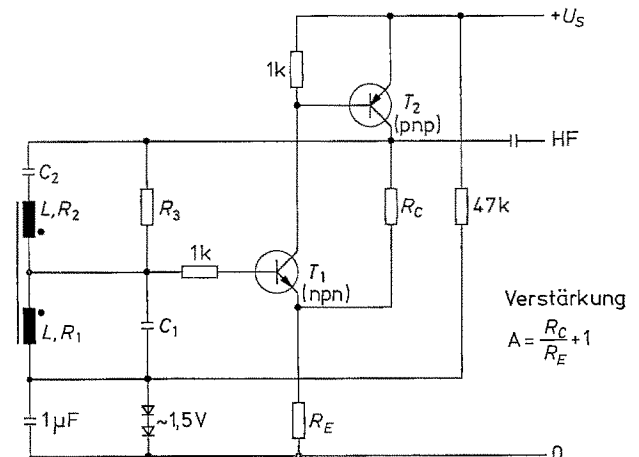 +U_S
1k
T_2
(pnp)
HF
C_2
L,R_2
R_3
R_C
47k
1k
T_1
(npn)
L,R_1
C_1
Verstärkung
A = R_C/R_E + 1
1µF
~1,5V
R_E
0